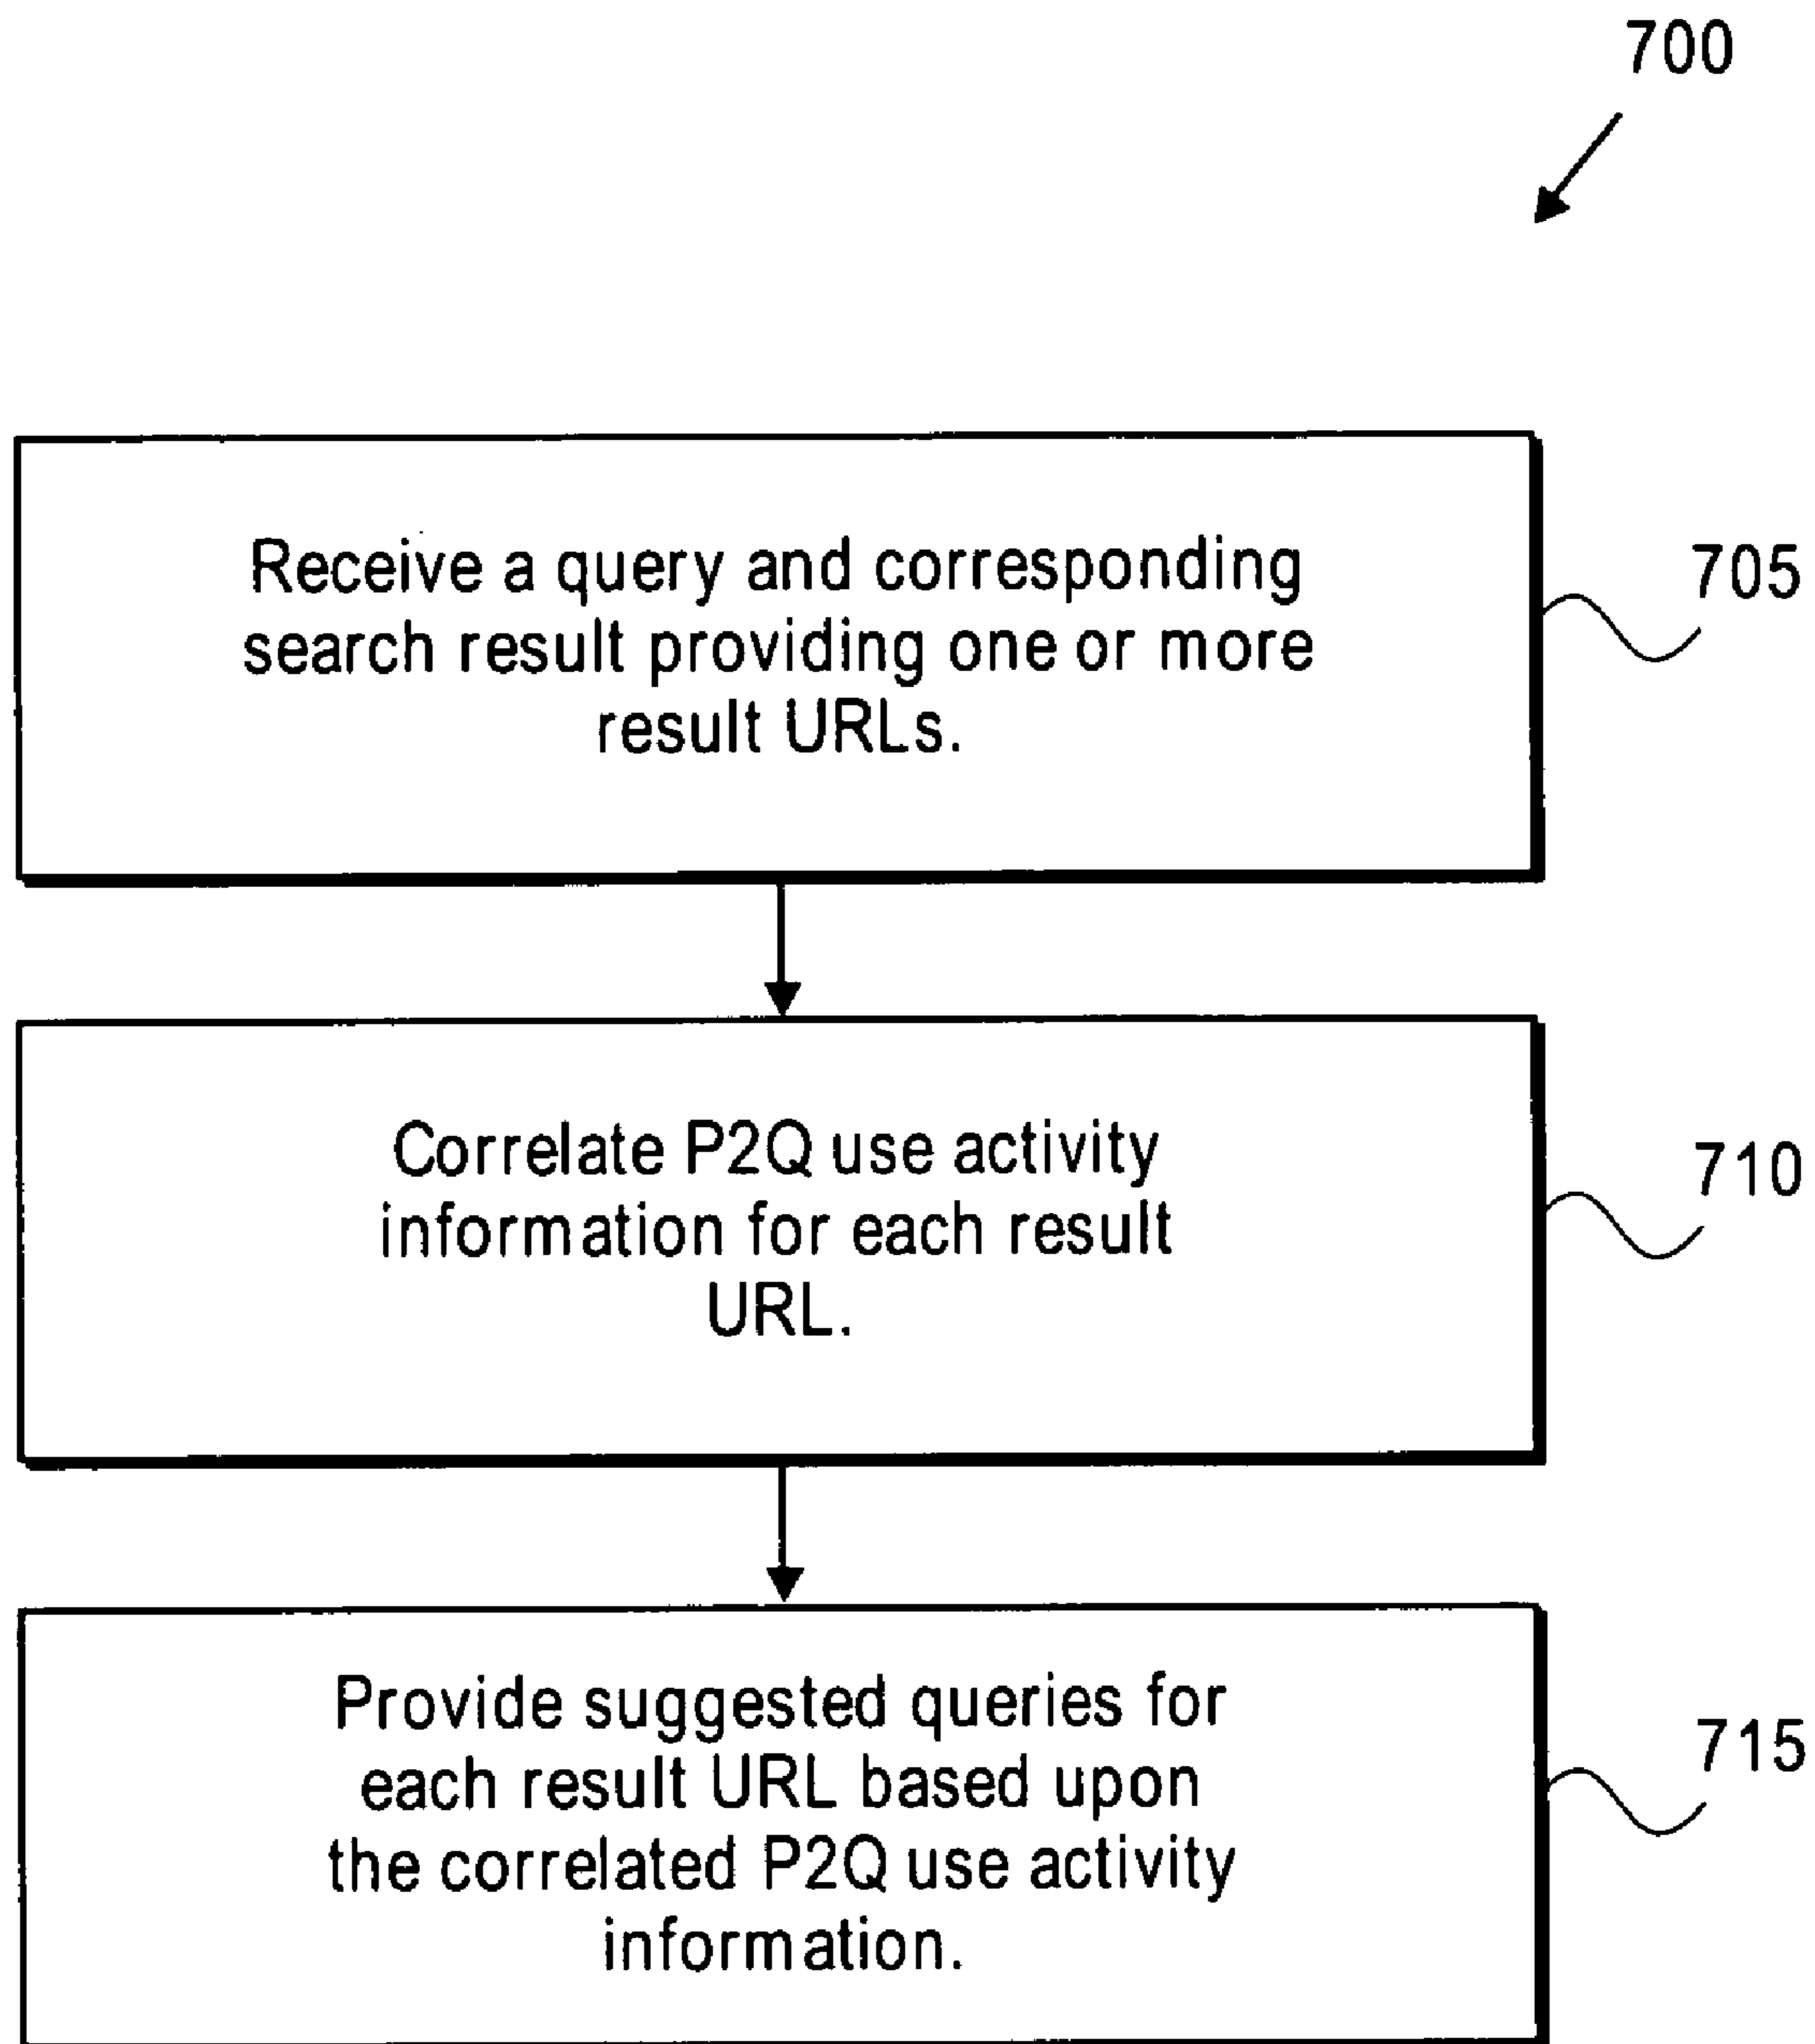 700
Receive a query and corresponding
search result providing one or more
result URLs.
705
Correlate P2Q use activity
information for each result
URL.
710
Provide suggested queries for
each result URL based upon
the correlated P2Q use activity
information.
715